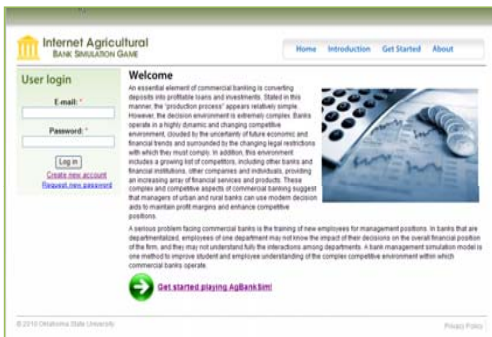 Internet Agricultural
BANK SIMULATION GAME
Home Introduction Get Started About
User login
E-mail: *
Password: *
Log in
Create new account
Request new password
Welcome
An essential element of commercial banking is converting
deposits into profitable loans and investments. Stated in this
manner, the "production process" appears relatively simple.
However, the decision environment is extremely complex. Banks
operate in a highly dynamic and changing competitive
environment, clouded by the uncertainty of future economic and
financial trends and surrounded by the changing legal restrictions
with which they must comply. In addition, this environment
includes a growing list of competitors, including other banks and
financial institutions, other companies and individuals, providing
an increasing array of financial services and products. These
complex and competitive aspects of commercial banking suggest
that managers of urban and rural banks can use modern decision
aids to maintain profit margins and enhance competitive
positions.
A serious problem facing commercial banks is the training of new employees for management positions. In banks that are
departmentalized, employees of one department may not know the impact of their decisions on the overall financial position
of the firm, and they may not understand fully the interactions among departments. A bank management simulation model is
one method to improve student and employee understanding of the complex competitive environment within which
commercial banks operate.
Get started playing AgBankSim!
© 2010 Oklahoma State University
Privacy Policy